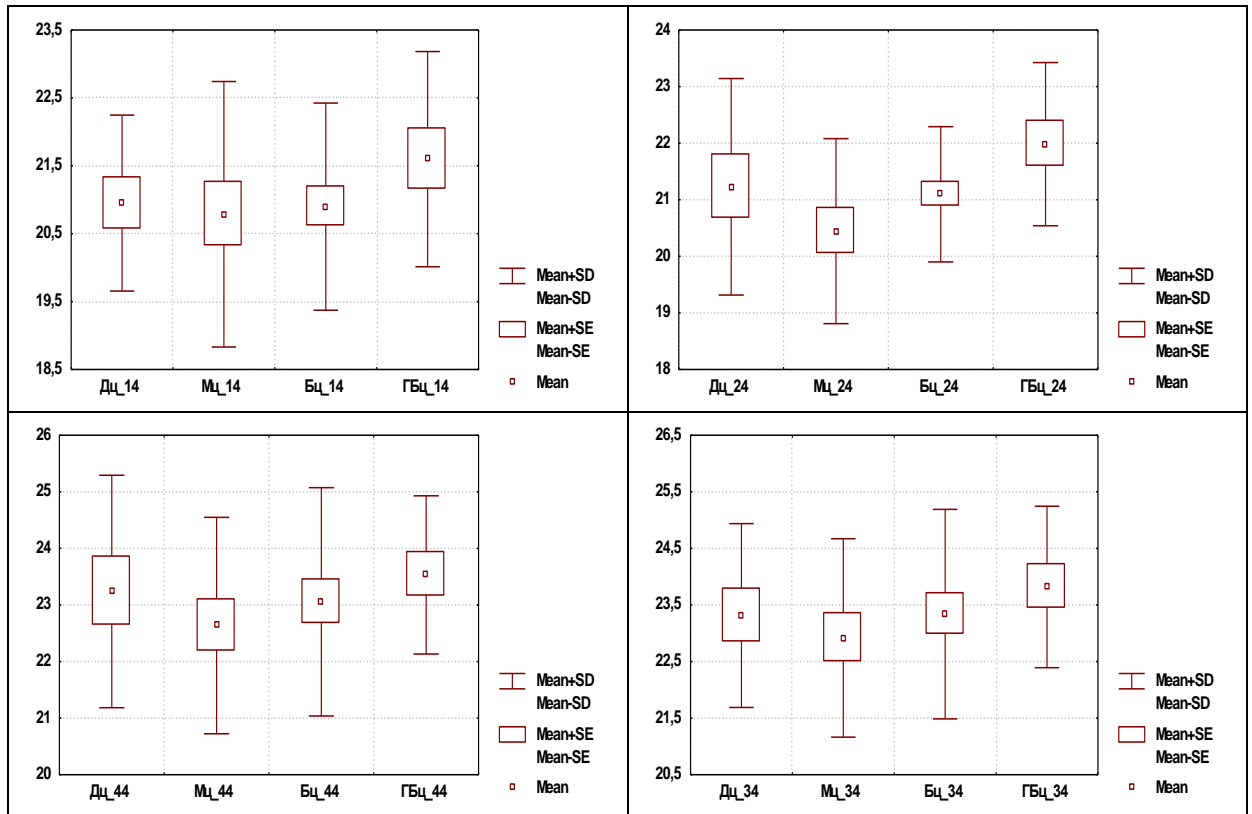 23,5
22,5
21,5
20,5
19,5
18,5
Дц_14 Мц_14 Бц_14 ГБц_14
Mean+SD
Mean-SD
Mean+SE
Mean-SE
Mean
24
23
22
21
20
19
18
Дц_24 Мц_24 Бц_24 ГБц_24
Mean+SD
Mean-SD
Mean+SE
Mean-SE
Mean
26
25
24
23
22
21
20
Дц_44 Мц_44 Бц_44 ГБц_44
Mean+SD
Mean-SD
Mean+SE
Mean-SE
Mean
26,5
25,5
24,5
23,5
22,5
21,5
20,5
Дц_34 Мц_34 Бц_34 ГБц_34
Mean+SD
Mean-SD
Mean+SE
Mean-SE
Mean